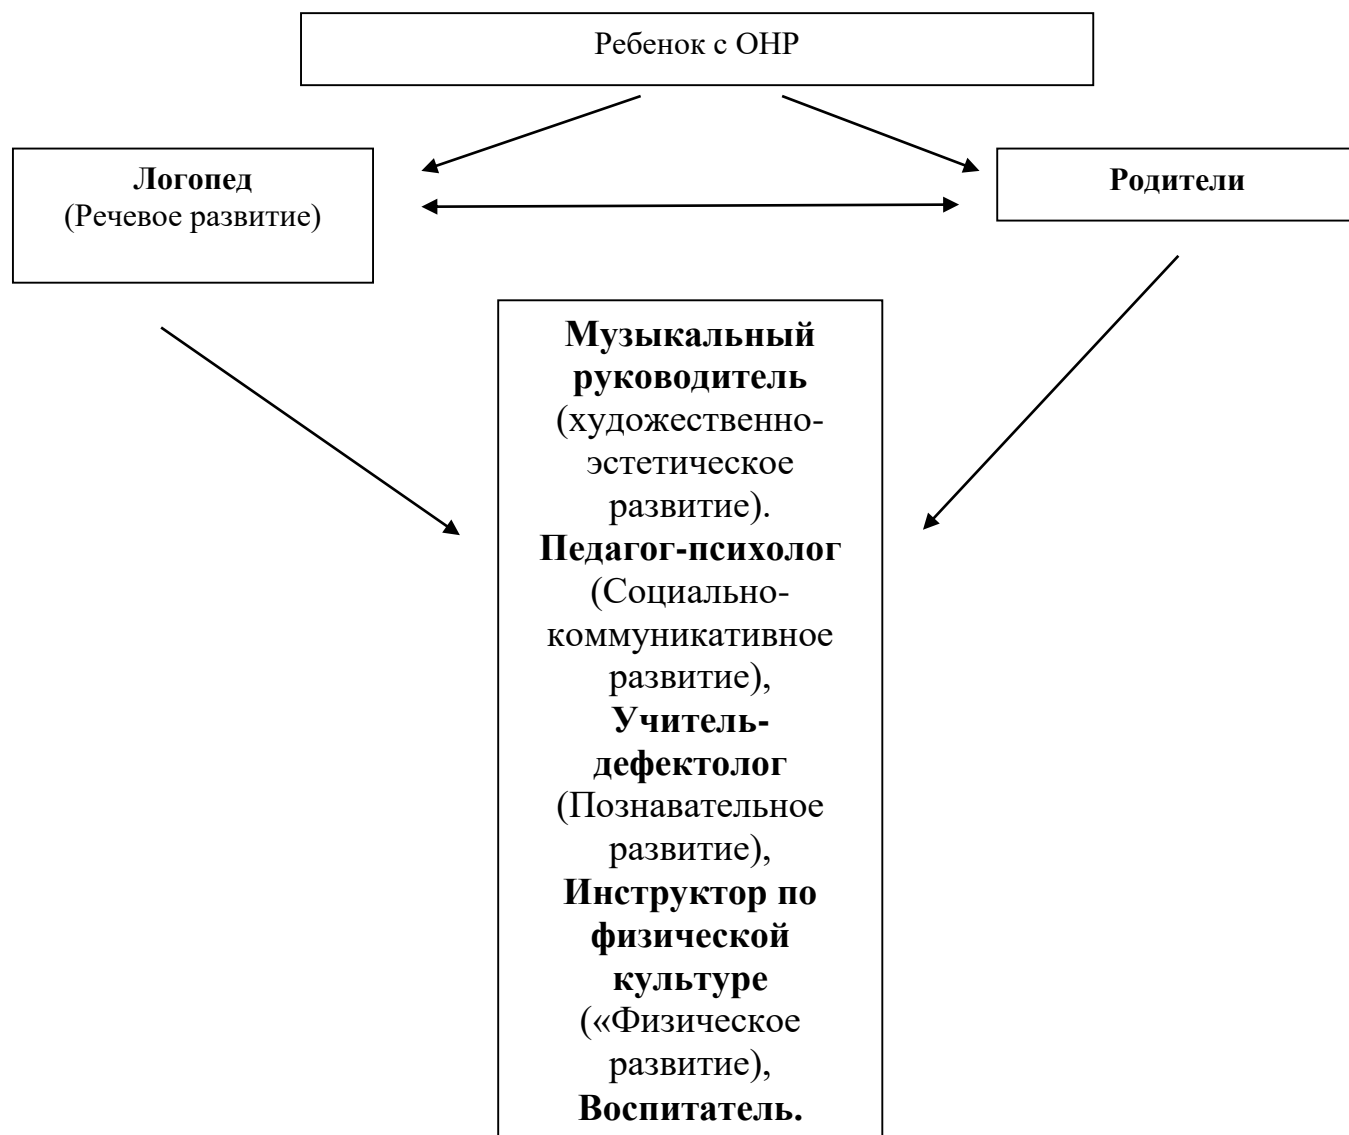 Ребенок с ОНР
Логопед
(Речевое развитие)
Родители
Музыкальный
руководитель
(художественно-
эстетическое
развитие).
Педагог-психолог
(Социально-
коммуникативное
развитие),
Учитель-
дефектолог
(Познавательное
развитие),
Инструктор по
физической
культуре
(«Физическое
развитие),
Воспитатель.